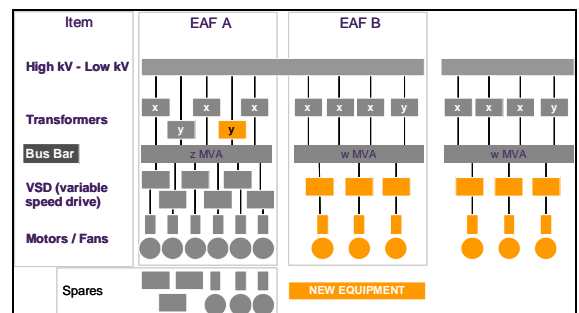 Item EAF A EAF B
High kV - Low kV
x x x x x x y x x x y
Transformers
y y
Bus Bar z MVA w MVA w MVA
VSD (variable
speed drive)
Motors / Fans
Spares
NEW EQUIPMENT